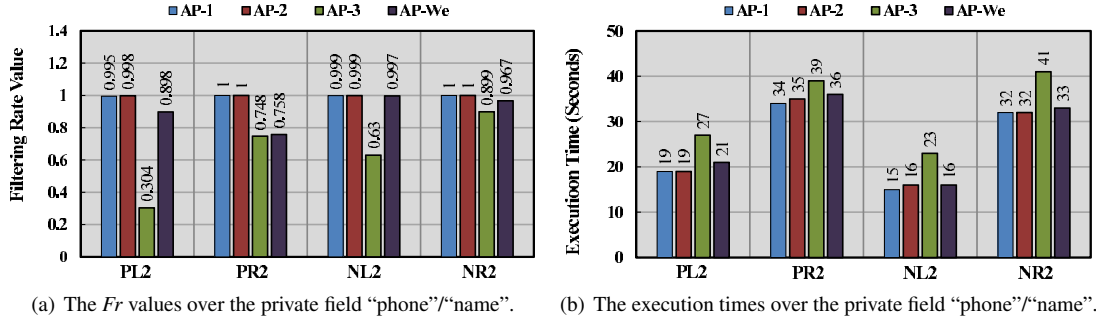 AP-1 AP-2 AP-3 AP-We
Filtering Rate Value
1.4
1.2
1
0.8
0.6
0.4
0.2
0
0.995 0.998 0.304 0.898
1 1 0.748 0.758
0.999 0.999 0.63 0.997
1 1 0.899 0.967
PL2 PR2 NL2 NR2
(a) The Fr values over the private field “phone”/“name”.
AP-1 AP-2 AP-3 AP-We
Executioon Time (Seconds)
50
40
30
20
10
0
19 19 27 21
34 35 39 36
15 16 23 16
32 32 41 33
PL2 PR2 NL2 NR2
(b) The execution times over the private field “phone”/“name”.